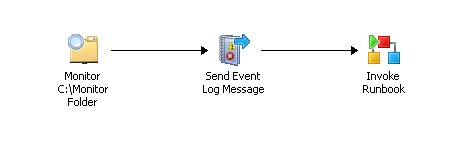 Monitor
C:\Monitor
Folder
Send Event
Log Message
Invoke
Runbook